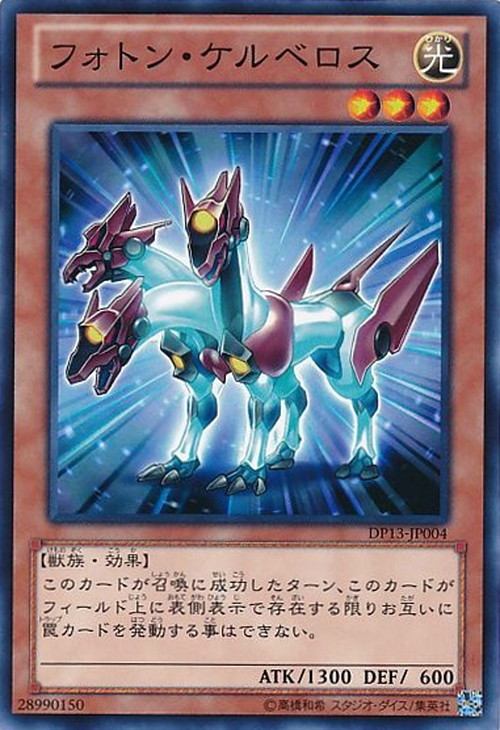 フォトン・ケルベロス
光
DP13-JP004
【獣族・効果】
このカードが召喚に成功したターン、このカードが
フィールド上に表側表示で存在する限りお互いに
罠カードを発動する事はできない。
ATK/1300 DEF/ 600
28990150
©高橋和希 スタジオ・ダイス/集英社